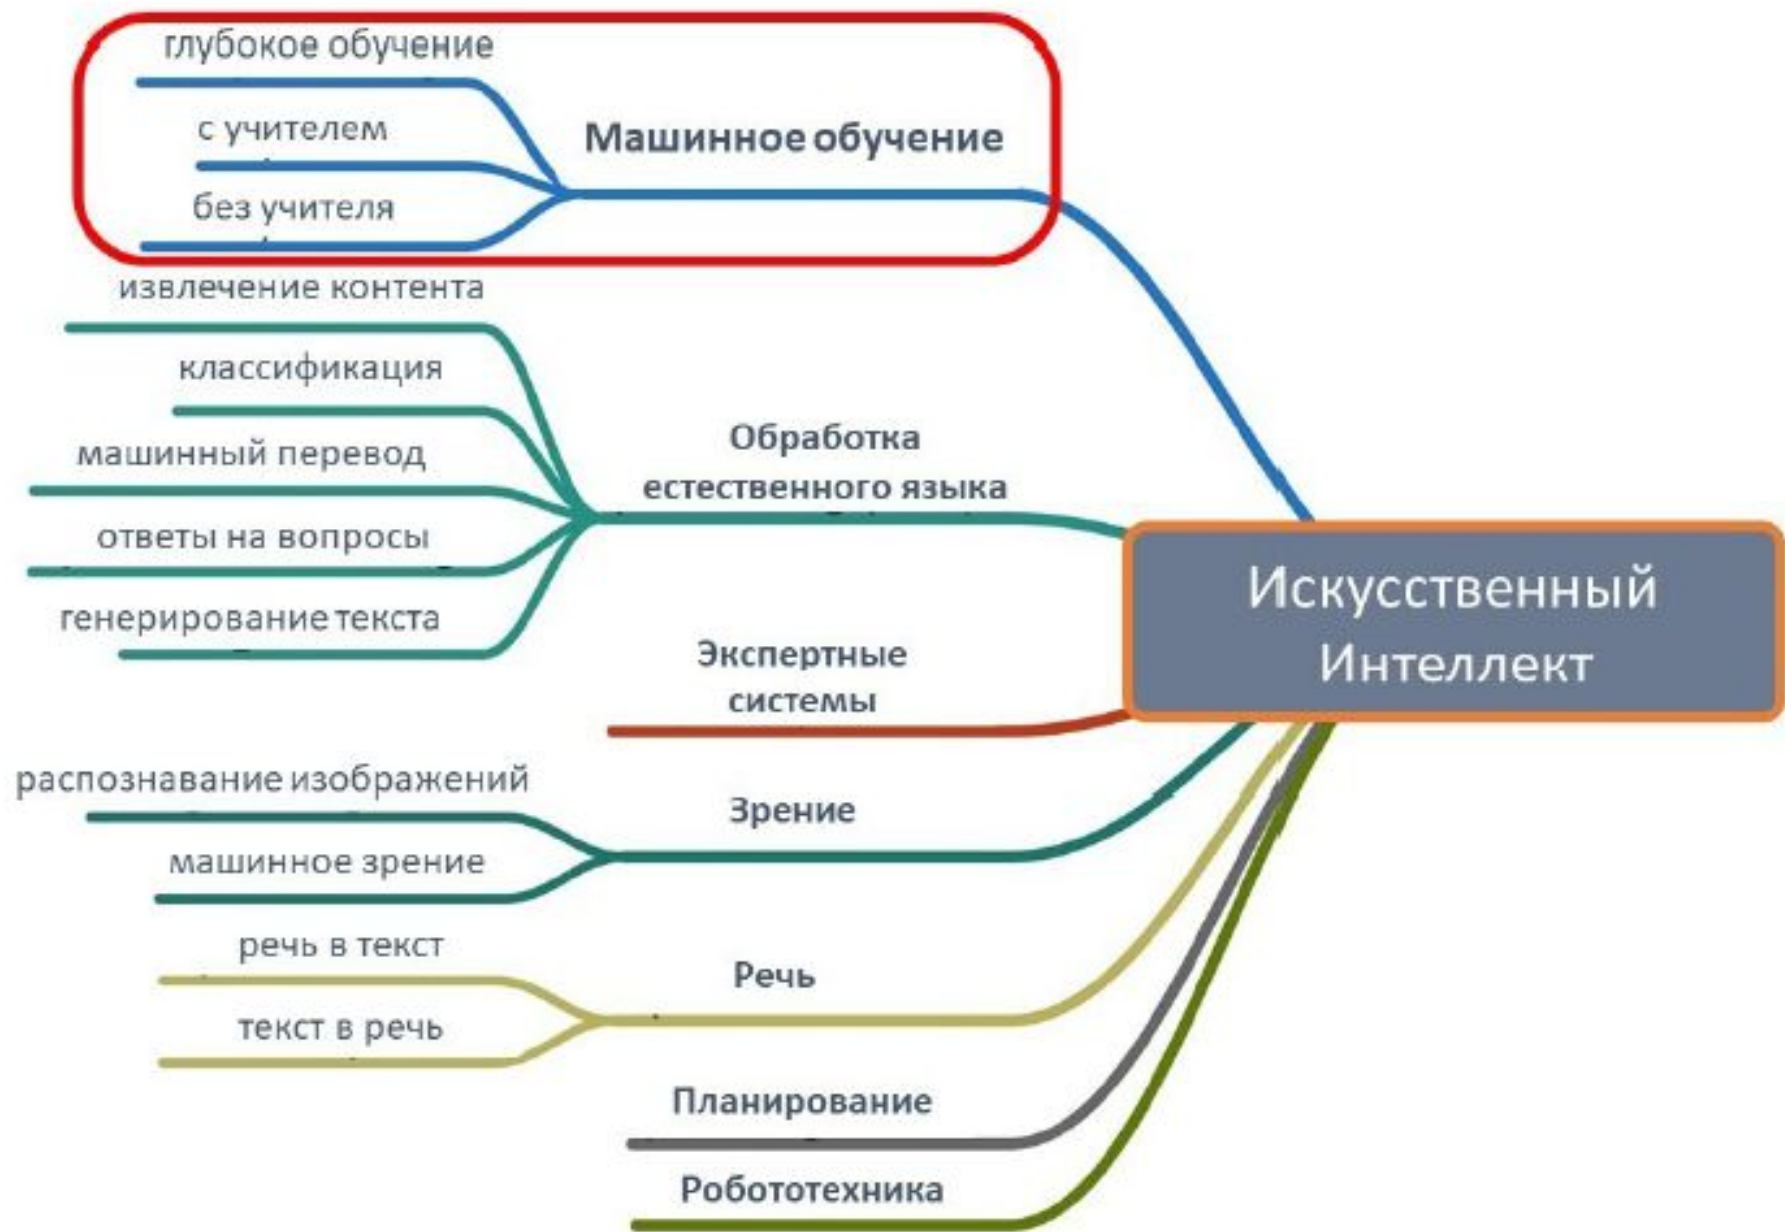 глубокое обучение
с учителем
без учителя
Машинное обучение
извлечение контента
классификация
машинный перевод
ответы на вопросы
генерирование текста
Обработка
естественного языка
Экспертные
системы
распознавание изображений
машинное зрение
Зрение
речь в текст
текст в речь
Речь
Планирование
Робототехника
Искусственный
Интеллект